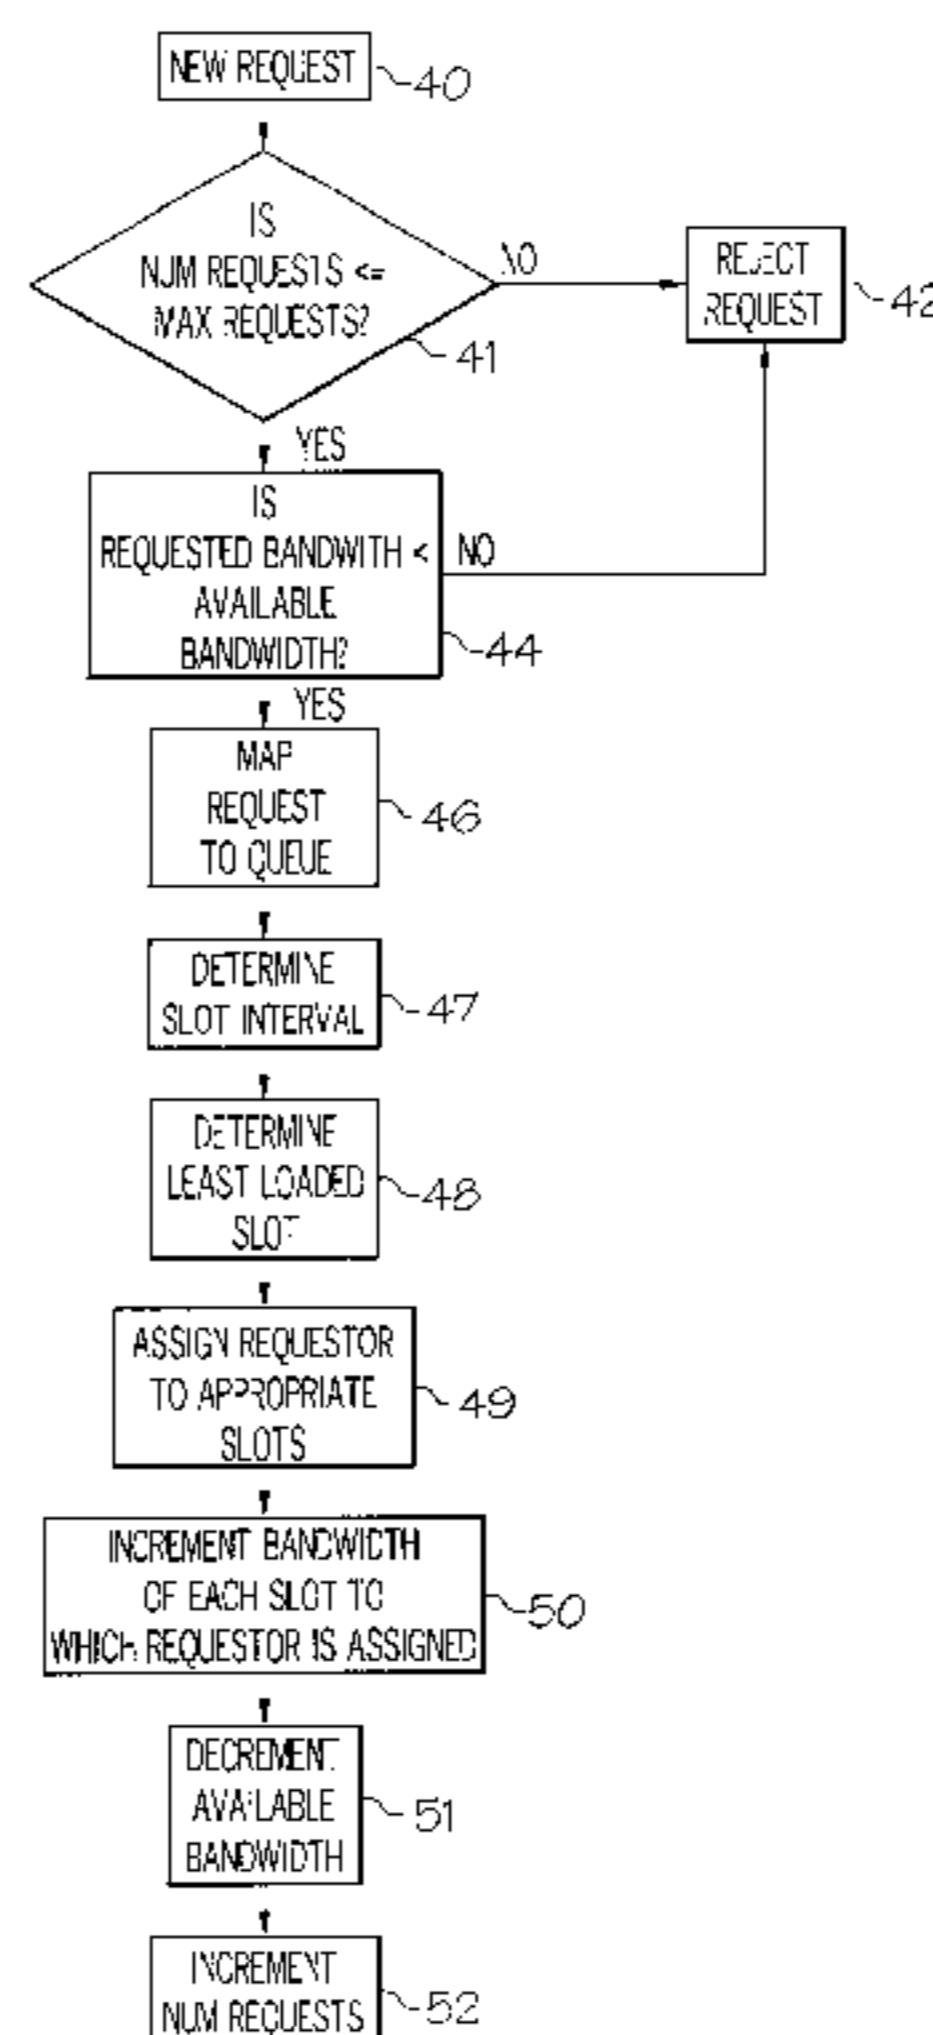 NEW REQUEST
40
IS
NUM REQUESTS <=
MAX REQUESTS?
41
NO
REJECT
REQUEST
42
YES
IS
REQUESTED BANDWITH <
AVAILABLE
BANDWIDTH?
NO
44
YES
MAP
REQUEST
TO QUEUE
46
DETERMINE
SLOT INTERVAL
47
DETERMINE
LEAST LOADED
SLOT
48
ASSIGN REQUESTOR
TO APPROPRIATE
SLOTS
49
INCREMENT BANDWIDTH
OF EACH SLOT TO
WHICH REQUESTOR IS ASSIGNED
50
DECREMENT
AVAILABLE
BANDWIDTH
51
INCREMENT
NUM REQUESTS
52